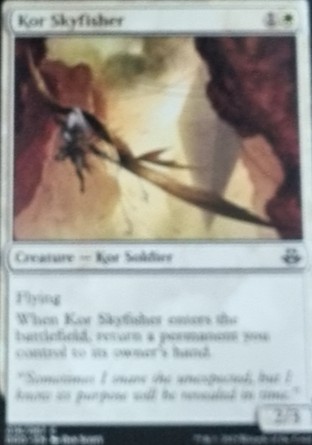 Kor Skyfisher
Creature — Kor Soldier
Flying
When Kor Skyfisher enters the
battlefield, return a permanent you
control to its owner's hand.
"Sometimes I snare the unexpected, but I
know its purpose will be revealed in time."
2/3